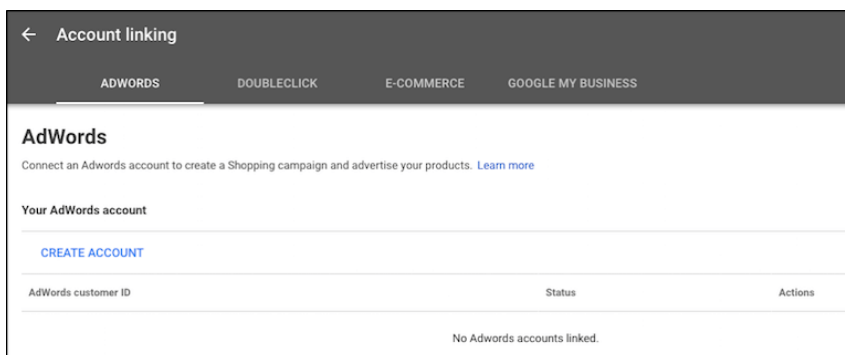 Account linking
ADWORDS DOUBLECLICK E-COMMERCE GOOGLE MY BUSINESS
AdWords
Connect an Adwords account to create a Shopping campaign and advertise your products. Learn more
Your AdWords account
CREATE ACCOUNT
AdWords customer ID Status Actions
No Adwords accounts linked.